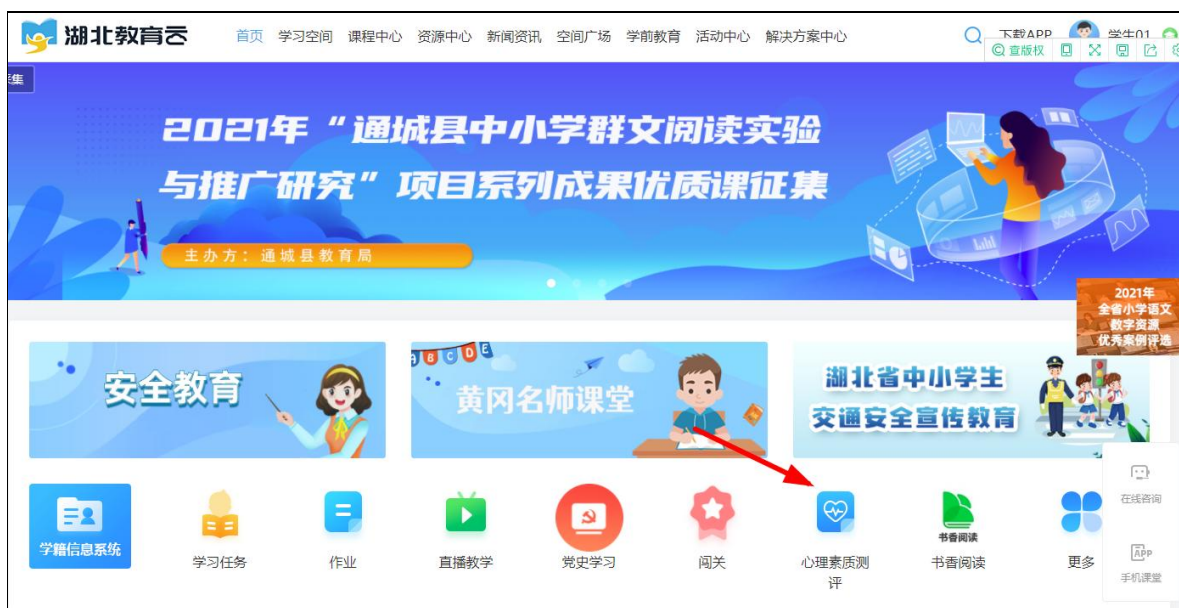 湖北教育云
首页 学习空间 课程中心 资源中心 新闻资讯 空间广场 学前教育 活动中心 解决方案中心
下载APP 学生01
查版权
集
2021年“通城县中小学群文阅读实验
与推广研究”项目系列成果优质课征集
主办方：通城县教育局
2021年
全省小学语文
数字资源
优秀案例评选
安全教育
A B C D E
黄冈名师课堂
湖北省中小学生
交通安全宣传教育
在线咨询
APP
手机课堂
学籍信息系统
学习任务
作业
直播教学
党史学习
闯关
心理素质测
评
书香阅读
书香阅读
更多